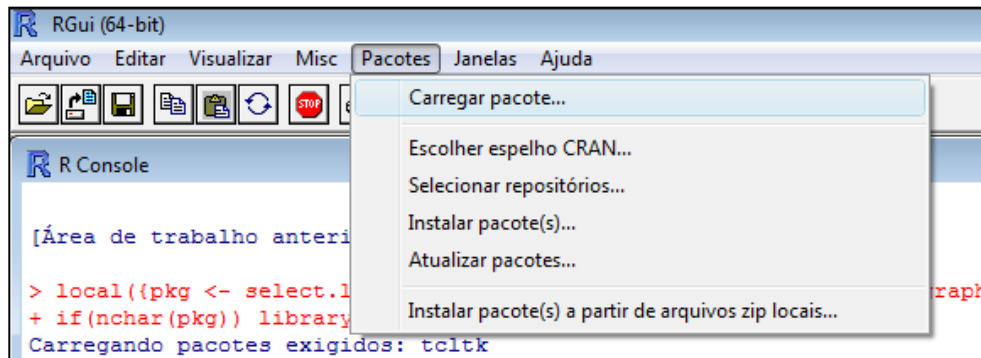 RGui (64-bit)
Arquivo Editar Visualizar Misc Pacotes Janelas Ajuda
STOP
Carregar pacote...
Escolher espelho CRAN...
Selecionar repositórios...
Instalar pacote(s)...
Atualizar pacotes...
Instalar pacote(s) a partir de arquivos zip locais...
R Console
[Área de trabalho anteri
> local({pkg <- select.l raph
+ if(nchar(pkg)) library
Carregando pacotes exigidos: tcltk